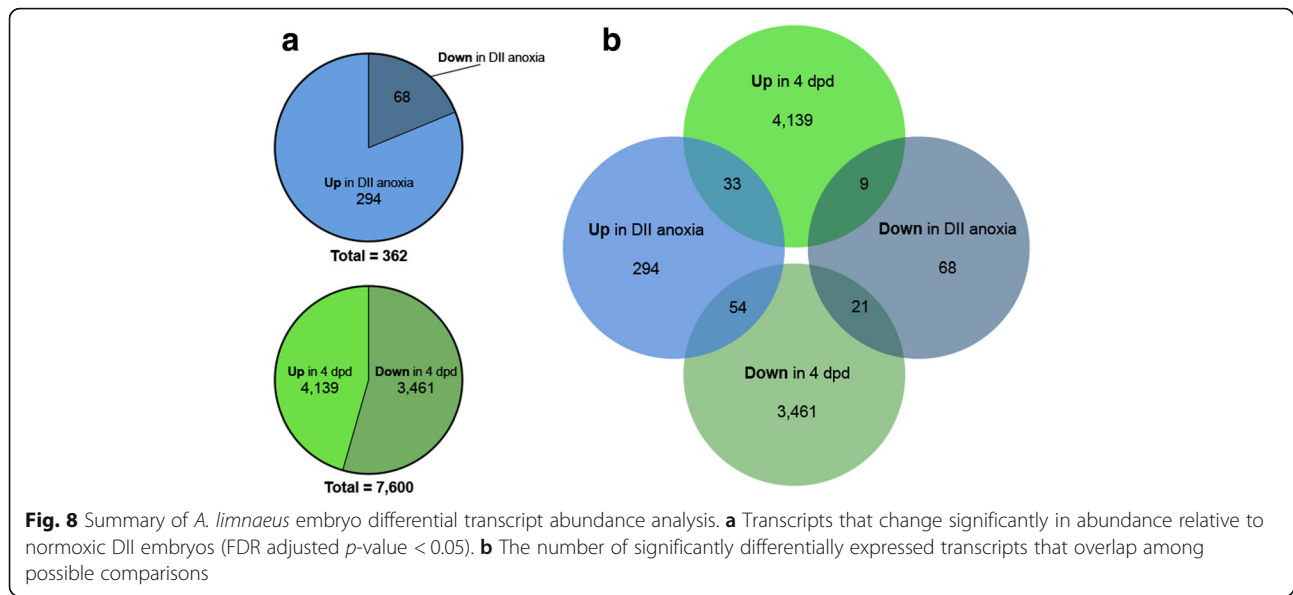 a
Down in DII anoxia
68
Up in DII anoxia
294
Total = 362
Up in 4 dpd
4,139
Down in 4 dpd
3,461
Total = 7,600
b
Up in 4 dpd
4,139
33
9
Up in DII anoxia
294
Down in DII anoxia
68
54
21
Down in 4 dpd
3,461
Fig. 8 Summary of A. limnaeus embryo differential transcript abundance analysis. a Transcripts that change significantly in abundance relative to
normoxic DII embryos (FDR adjusted p-value < 0.05). b The number of significantly differentially expressed transcripts that overlap among
possible comparisons